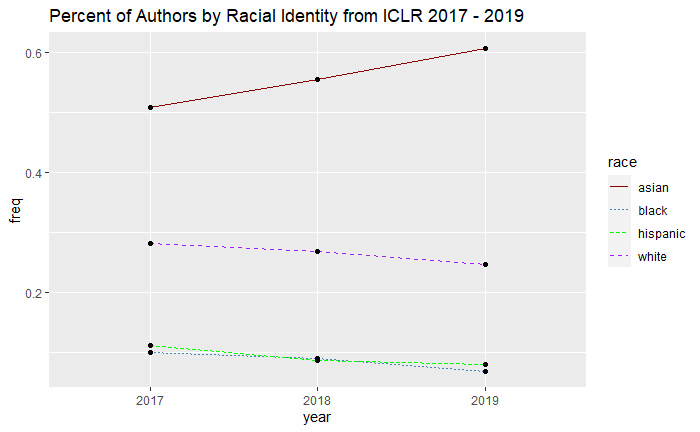 Percent of Authors by Racial Identity from ICLR 2017 - 2019
0.6
0.4
0.2
freq
2017 2018 2019
year
race
asian
black
hispanic
white